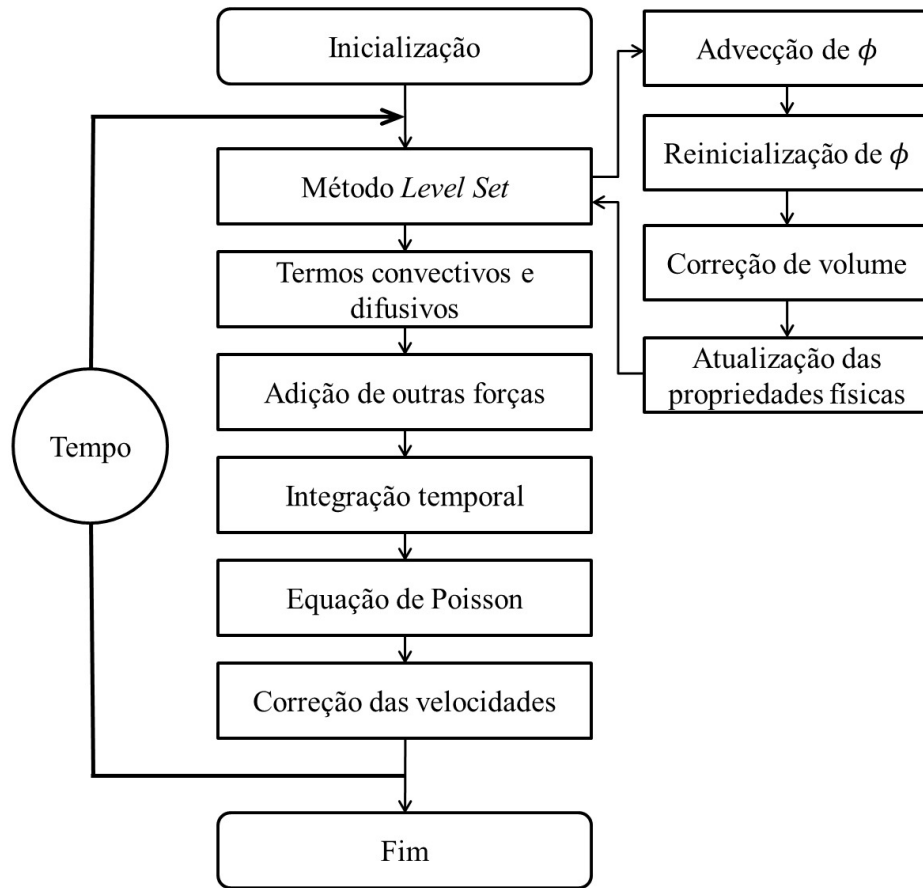 Inicialização
Método Level Set
Termos convectivos e
difusivos
Adição de outras forças
Integração temporal
Equação de Poisson
Correção das velocidades
Fim
Tempo
Advecção de ϕ
Reinicialização de ϕ
Correção de volume
Atualização das
propriedades físicas